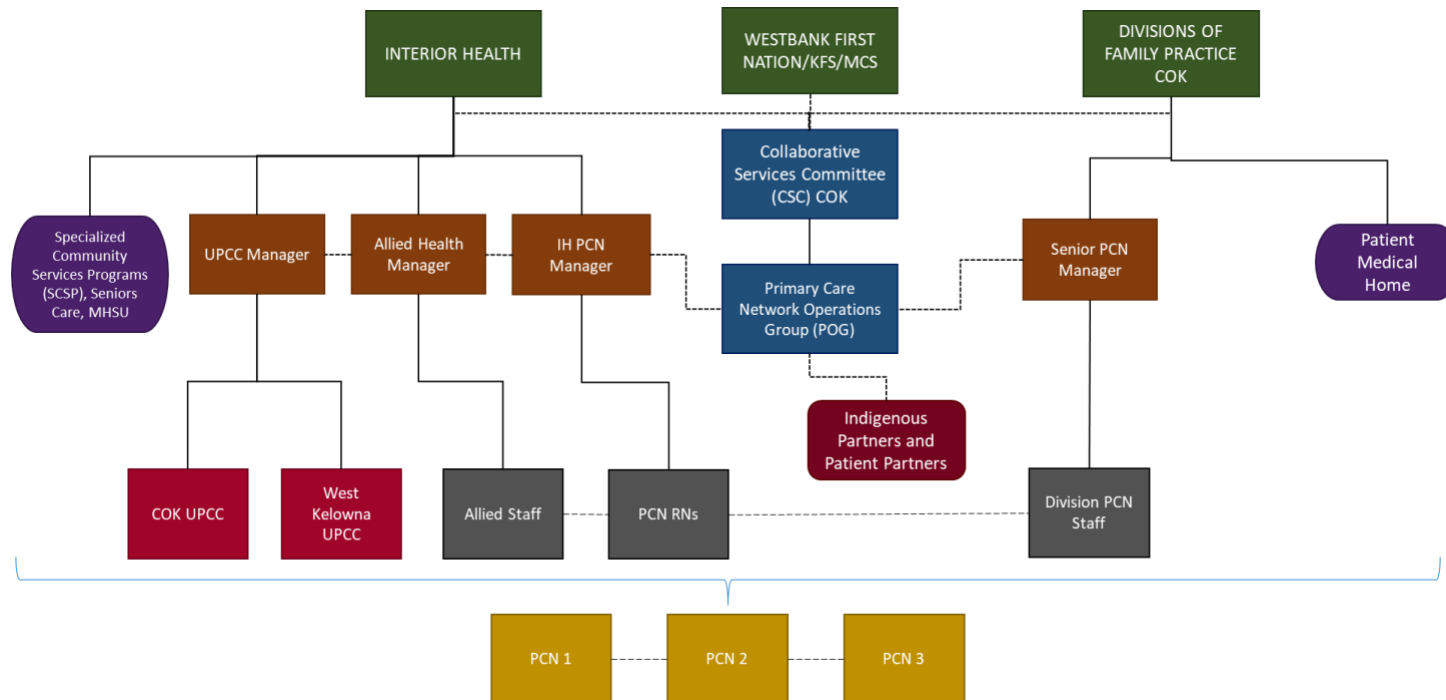 INTERIOR HEALTH
WESTBANK FIRST
NATION/KFS/MCS
DIVISIONS OF
FAMILY PRACTICE
COK
Collaborative
Services Committee
(CSC) COK
Specialized
Community
Services Programs
(SCSP), Seniors
Care, MHSU
UPCC Manager
Allied Health
Manager
IH PCN
Manager
Primary Care
Network Operations
Group (POG)
Senior PCN
Manager
Patient
Medical
Home
Indigenous
Partners and
Patient Partners
COK UPCC
West
Kelowna
UPCC
Allied Staff
PCN RNs
Division PCN
Staff
PCN 1
PCN 2
PCN 3